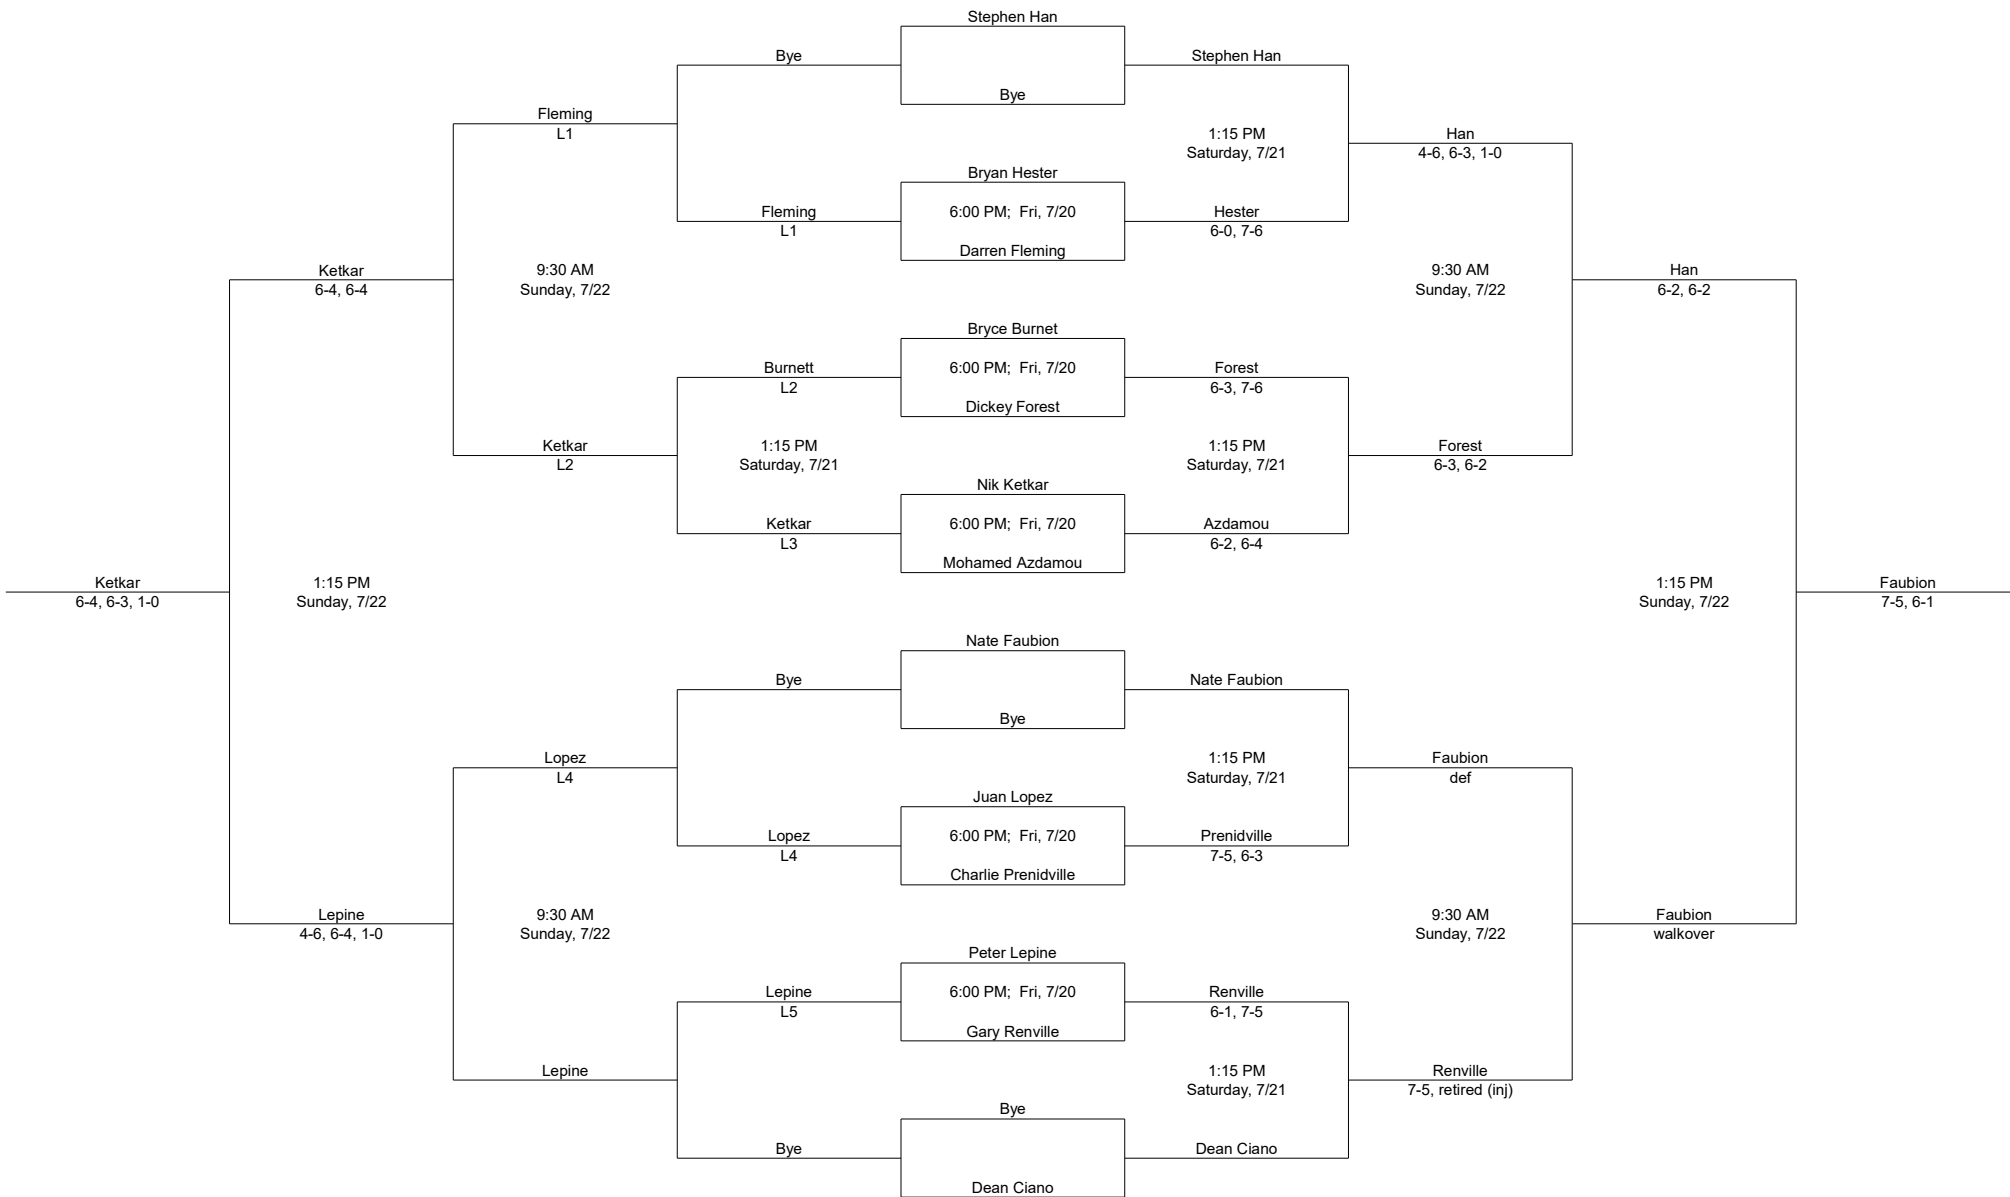 Stephen Han
Bye
Stephen Han
Bye
Fleming
L1
1:15 PM
Saturday, 7/21
Han
4-6, 6-3, 1-0
Bryan Hester
Fleming
L1
6:00 PM;  Fri, 7/20
Hester
6-0, 7-6
Darren Fleming
Ketkar
6-4, 6-4
9:30 AM
Sunday, 7/22
9:30 AM
Sunday, 7/22
Han
6-2, 6-2
Bryce Burnet
Burnett
L2
6:00 PM;  Fri, 7/20
Forest
6-3, 7-6
Dickey Forest
Ketkar
L2
1:15 PM
Saturday, 7/21
1:15 PM
Saturday, 7/21
Forest
6-3, 6-2
Nik Ketkar
Ketkar
L3
6:00 PM;  Fri, 7/20
Azdamou
6-2, 6-4
Mohamed Azdamou
Ketkar
6-4, 6-3, 1-0
1:15 PM
Sunday, 7/22
1:15 PM
Sunday, 7/22
Faubion
7-5, 6-1
Nate Faubion
Bye
Nate Faubion
Bye
Lopez
L4
1:15 PM
Saturday, 7/21
Faubion
def
Juan Lopez
Lopez
L4
6:00 PM;  Fri, 7/20
Prenidville
7-5, 6-3
Charlie Prenidville
Lepine
4-6, 6-4, 1-0
9:30 AM
Sunday, 7/22
9:30 AM
Sunday, 7/22
Faubion
walkover
Peter Lepine
Lepine
L5
6:00 PM;  Fri, 7/20
Renville
6-1, 7-5
Gary Renville
Lepine
1:15 PM
Saturday, 7/21
Renville
7-5, retired (inj)
Bye
Bye
Dean Ciano
Dean Ciano